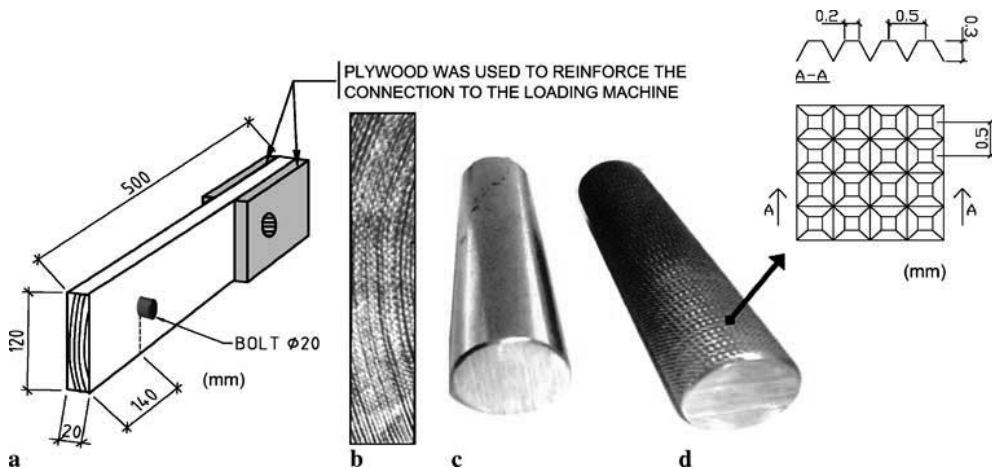 0.2
0.5
0.3
A-A
PLYWOOD WAS USED TO REINFORCE THE
CONNECTION TO THE LOADING MACHINE
500
0.5
A
A
(mm)
120
BOLT Ø20
(mm)
140
20
a
b
c
d